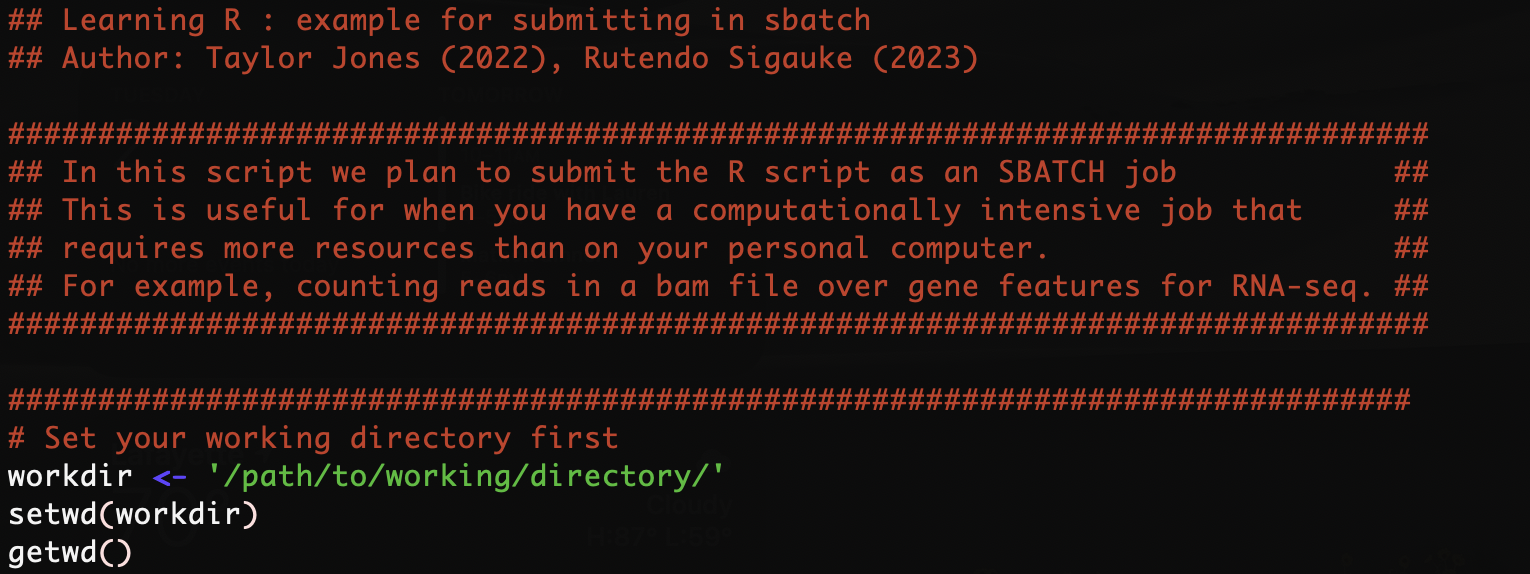 ## Learning R : example for submitting in sbatch
## Author: Taylor Jones (2022), Rutendo Sigauke (2023)
###############################################################################
## In this script we plan to submit the R script as an SBATCH job            ##
## This is useful for when you have a computationally intensive job that     ##
## requires more resources than on your personal computer.                   ##
## For example, counting reads in a bam file over gene features for RNA-seq. ##
###############################################################################
##############################################################################
# Set your working directory first
workdir <- '/path/to/working/directory/'
setwd(workdir)
getwd()